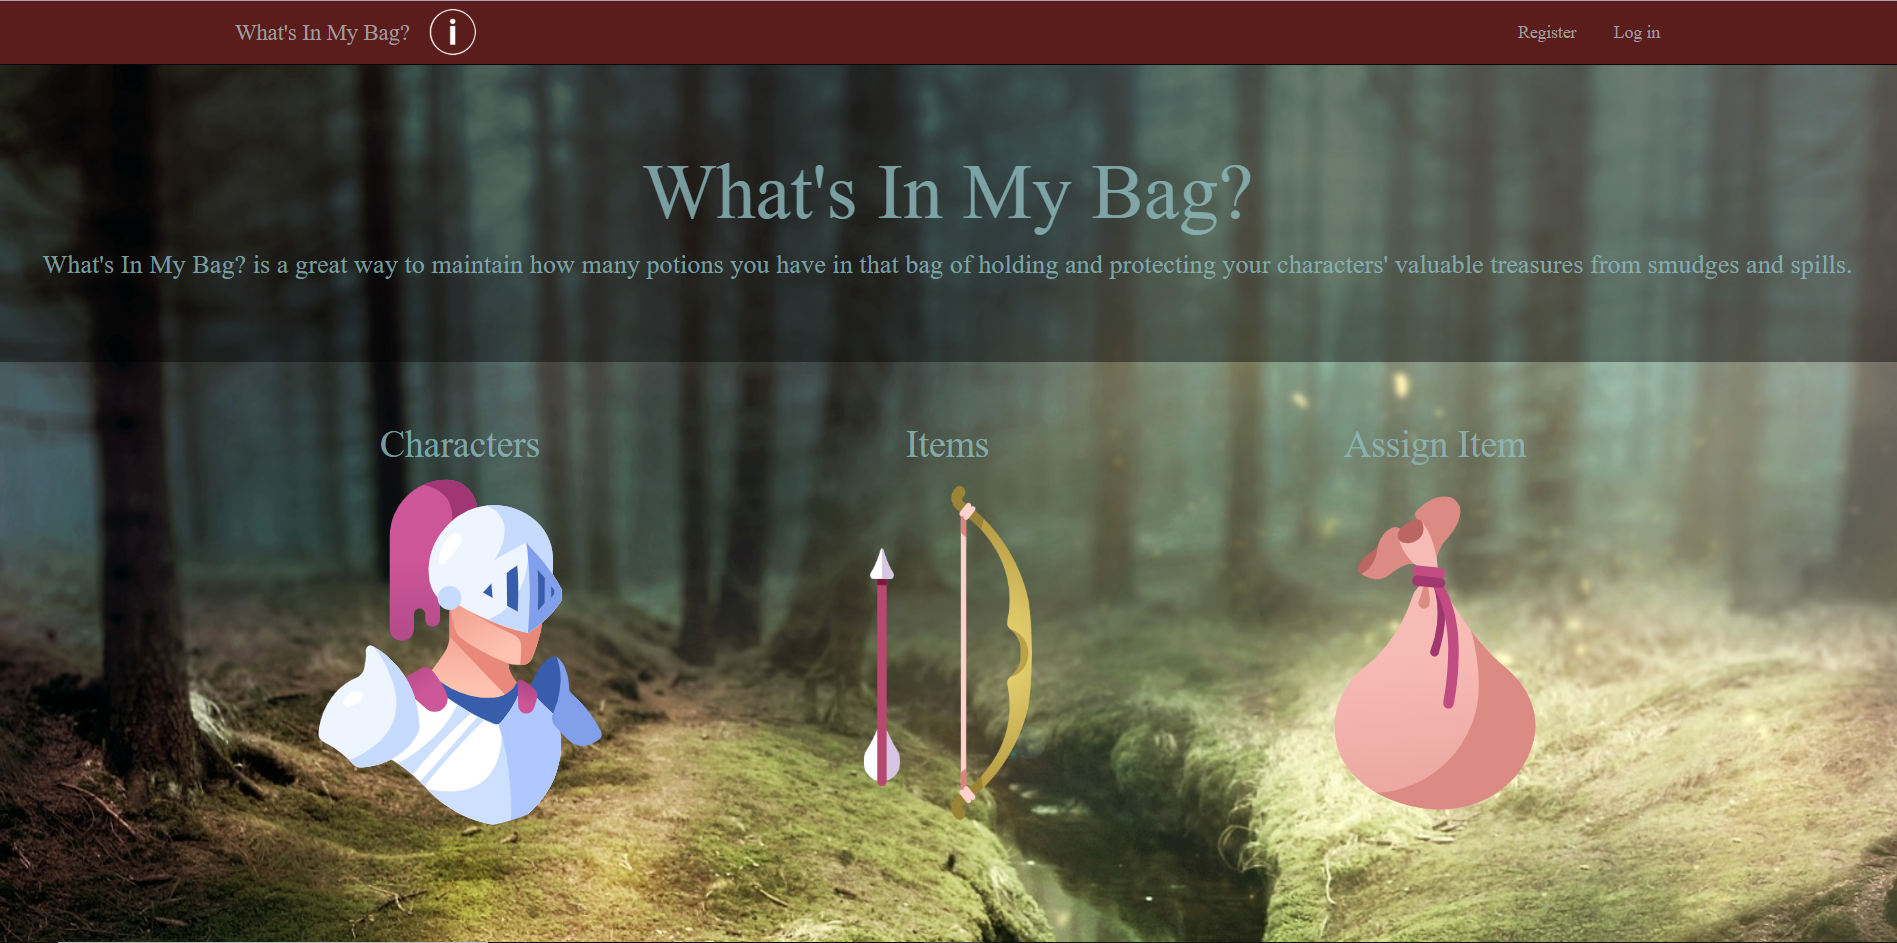 What's In My Bag?
i
Register
Log in
What's In My Bag?
What's In My Bag? is a great way to maintain how many potions you have in that bag of holding and protecting your characters' valuable treasures from smudges and spills.
Characters
Items
Assign Item